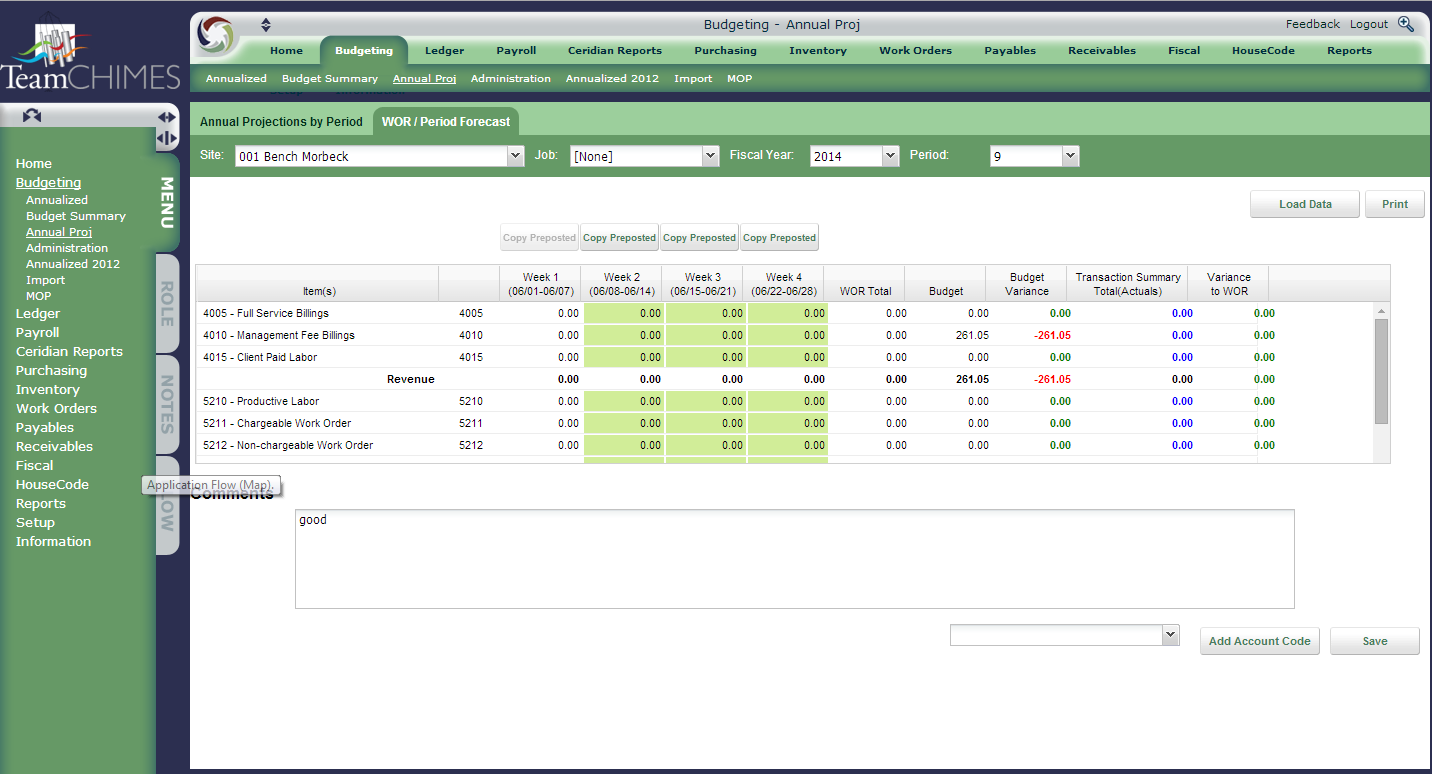 TeamCHIMES
Budgeting - Annual Proj
Feedback Logout
Home Budgeting Ledger Payroll Ceridian Reports Purchasing Inventory Work Orders Payables Receivables Fiscal HouseCode Reports
Annualized Budget Summary Annual Proj Administration Annualized 2012 Import MOP
Annual Projections by Period WOR / Period Forecast
Site: 001 Bench Morbeck Job: [None] Fiscal Year: 2014 Period: 9
Home
Budgeting
Annualized
Budget Summary
Annual Proj
Administration
Annualized 2012
Import
MOP
Ledger
Payroll
Ceridian Reports
Purchasing
Inventory
Work Orders
Payables
Receivables
Fiscal
HouseCode
Reports
Setup
Information
MENU
ROLE
NOTES
LOW
Application Flow (Map).
Load Data Print
Copy Preposted Copy Preposted Copy Preposted Copy Preposted
Item(s) Week 1 (06/01-06/07) Week 2 (06/08-06/14) Week 3 (06/15-06/21) Week 4 (06/22-06/28) WOR Total Budget Budget Variance Transaction Summary Total(Actuals) Variance to WOR
4005 - Full Service Billings 4005 0.00 0.00 0.00 0.00 0.00 0.00 0.00 0.00 0.00
4010 - Management Fee Billings 4010 0.00 0.00 0.00 0.00 0.00 261.05 -261.05 0.00 0.00
4015 - Client Paid Labor 4015 0.00 0.00 0.00 0.00 0.00 0.00 0.00 0.00 0.00
Revenue 0.00 0.00 0.00 0.00 0.00 261.05 -261.05 0.00 0.00
5210 - Productive Labor 5210 0.00 0.00 0.00 0.00 0.00 0.00 0.00 0.00 0.00
5211 - Chargeable Work Order 5211 0.00 0.00 0.00 0.00 0.00 0.00 0.00 0.00 0.00
5212 - Non-chargeable Work Order 5212 0.00 0.00 0.00 0.00 0.00 0.00 0.00 0.00 0.00
Comments
good
Add Account Code Save